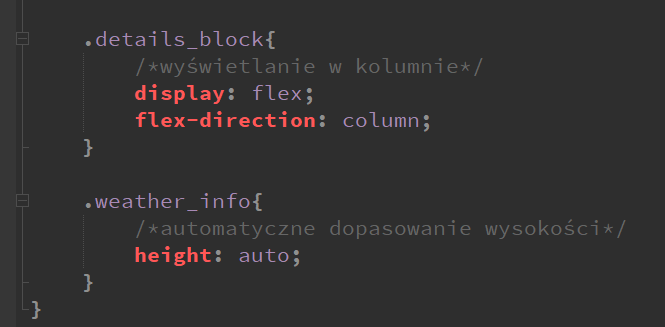 .details_block{
/*wyświetlanie w kolumnie*/
display: flex;
flex-direction: column;
}
.weather_info{
/*automatyczne dopasowanie wysokości*/
height: auto;
}
}